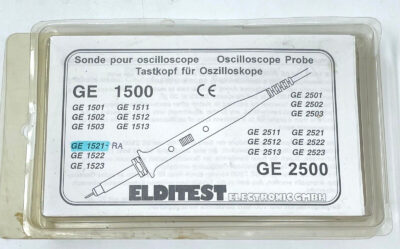 Sonde pour oscilloscope Oscilloscope Probe
Tastkopf für Oszilloskope
GE 1500 CE
GE 1501 GE 1511
GE 1502 GE 1512
GE 1503 GE 1513
GE 1521-RA
GE 1522
GE 1523
GE 2501
GE 2502
GE 2503
GE 2511 GE 2521
GE 2512 GE 2522
GE 2513 GE 2523
GE 2500
ELDITEST
ELECTRONIC GMBH